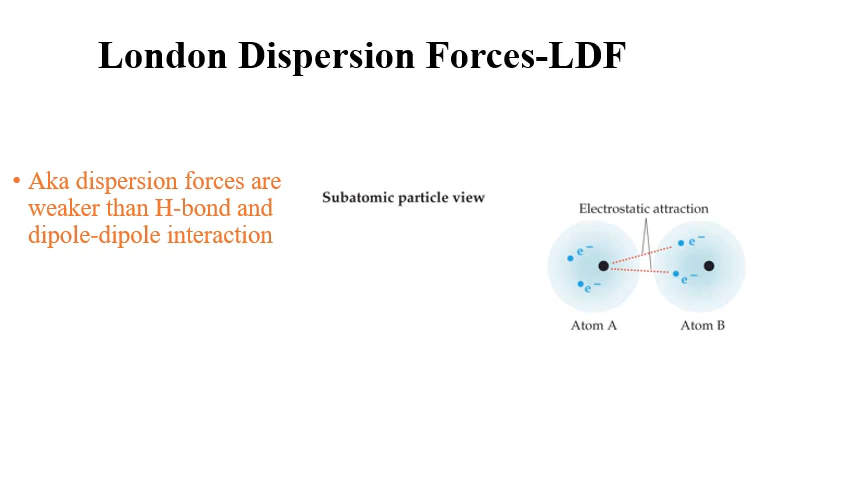 London Dispersion Forces-LDF
• Aka dispersion forces are
weaker than H-bond and
dipole-dipole interaction
Subatomic particle view
Electrostatic attraction
e−
e−
e−
e−
Atom A
Atom B